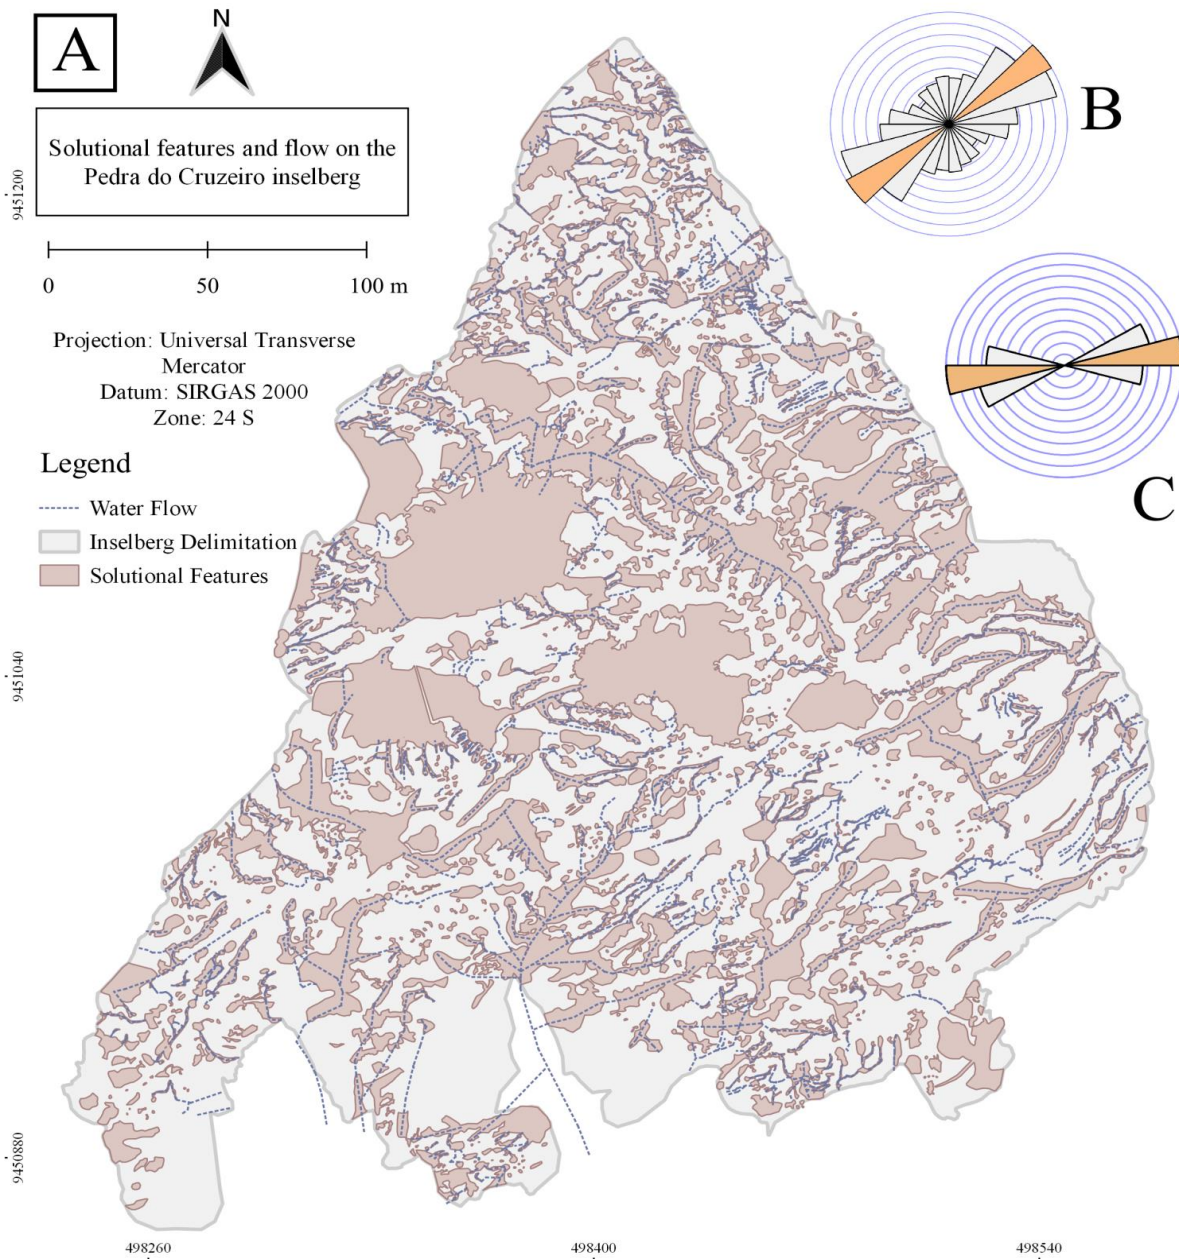 A
N
Solutional features and flow on the
Pedra do Cruzeiro inselberg
0 50 100 m
Projection: Universal Transverse
Mercator
Datum: SIRGAS 2000
Zone: 24 S
Legend
Water Flow
Inselberg Delimitation
Solutional Features
B
C
9451200
9451040
9450880
498260 498400 498540